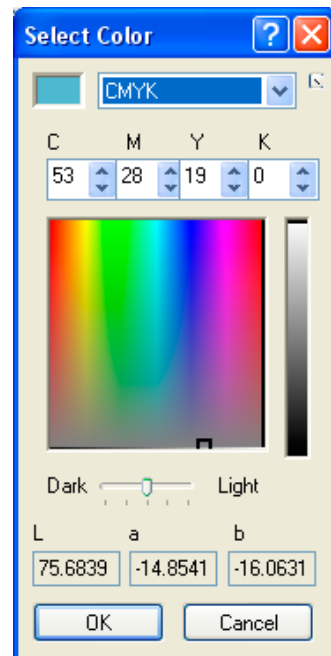 Select Color
CMYK
C M Y K
53 28 19 0
Dark Light
L a b
75.6839 -14.8541 -16.0631
OK Cancel